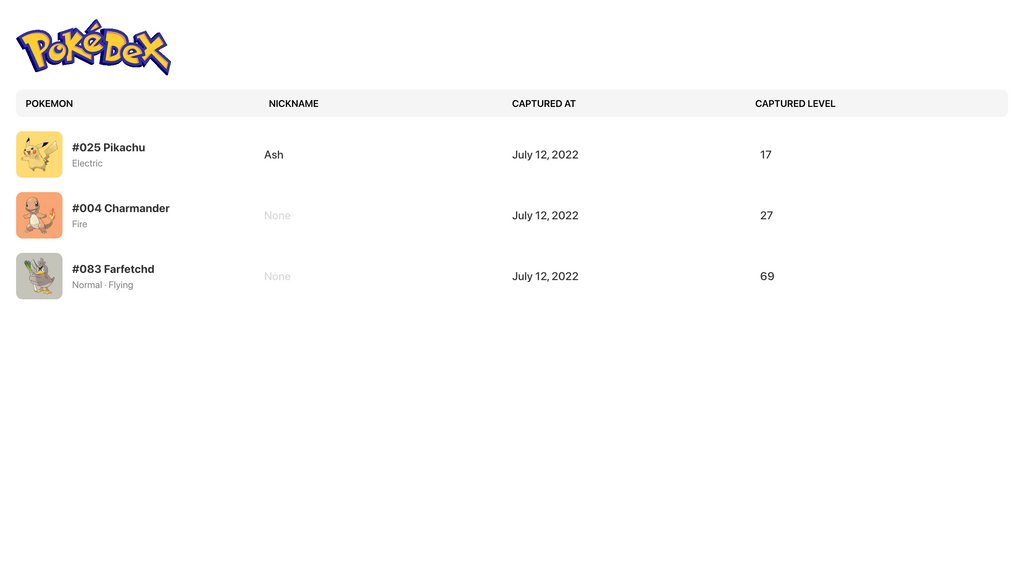 PokéDex
POKEMON NICKNAME CAPTURED AT CAPTURED LEVEL
#025 Pikachu
Electric
Ash July 12, 2022 17
#004 Charmander
Fire
None July 12, 2022 27
#083 Farfetchd
Normal · Flying
None July 12, 2022 69